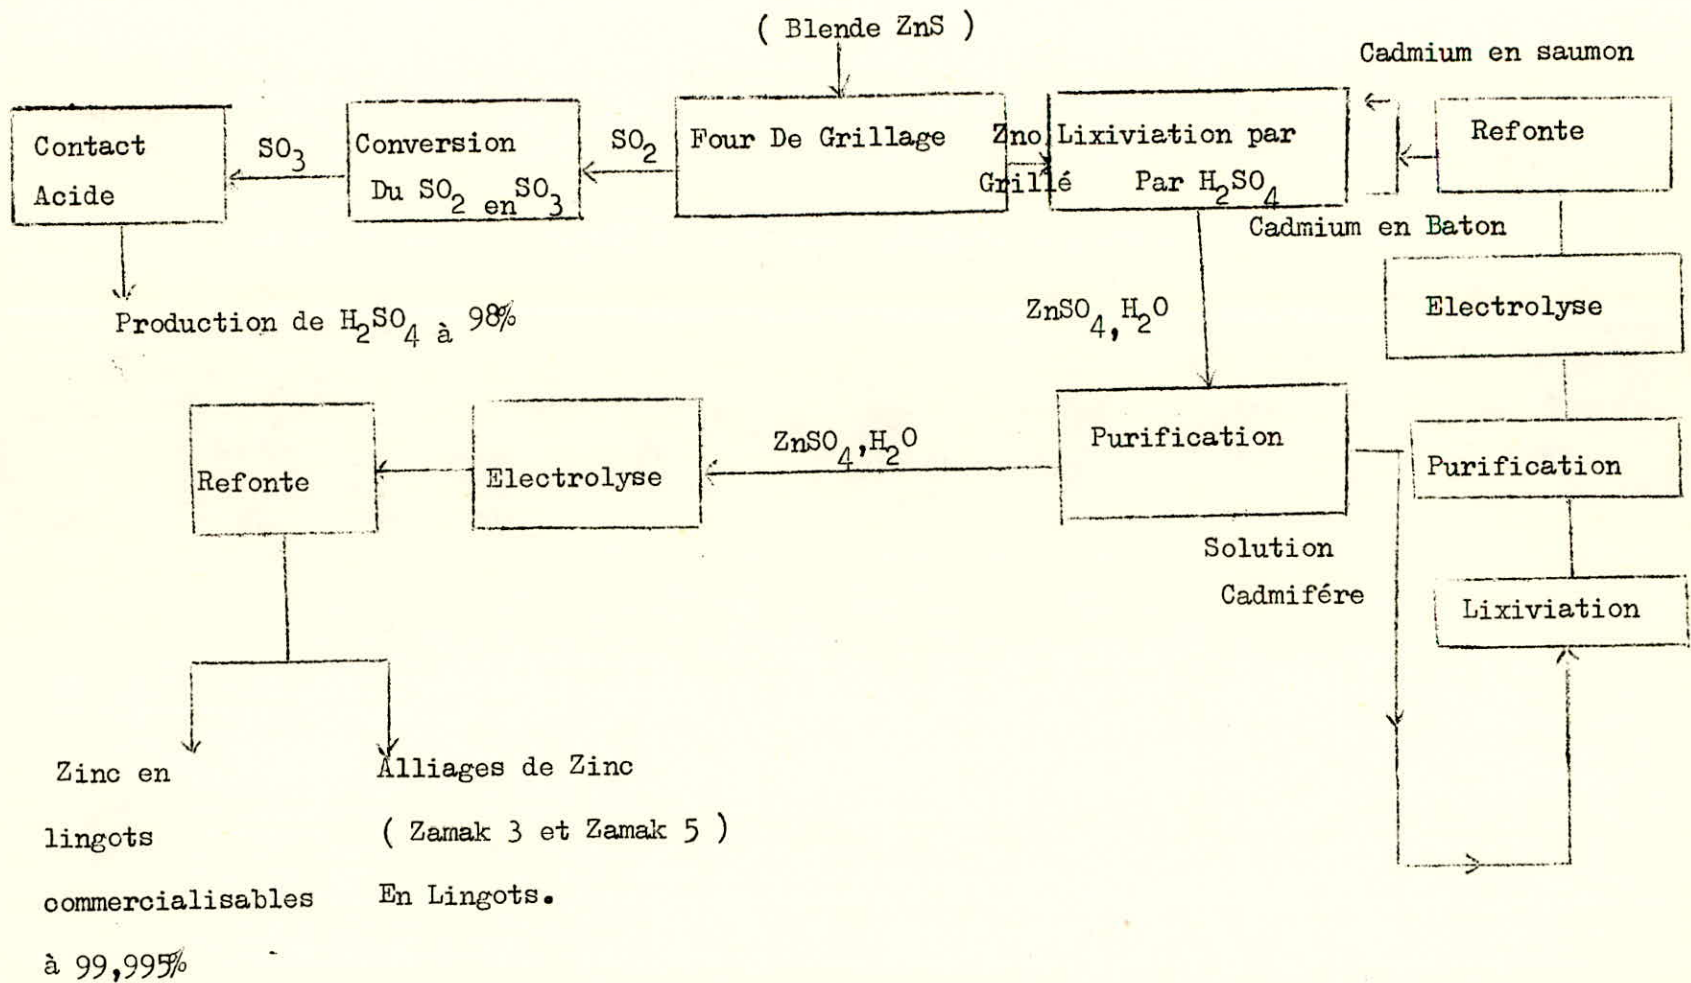 ( Blende ZnS )
Cadmium en saumon
Contact
Acide
SO3
Conversion
Du SO2 en SO3
SO2
Four De Grillage
Zno
Grillé
Lixiviation par
Par H2SO4
Refonte
Cadmium en Baton
Electrolyse
Production de H2SO4 à 98%
ZnSO4,H2O
Purification
Purification
ZnSO4,H2O
Electrolyse
Refonte
Solution
Cadmifére
Lixiviation
Zinc en
lingots
commercialisables
à 99,995%
Alliages de Zinc
( Zamak 3 et Zamak 5 )
En Lingots.